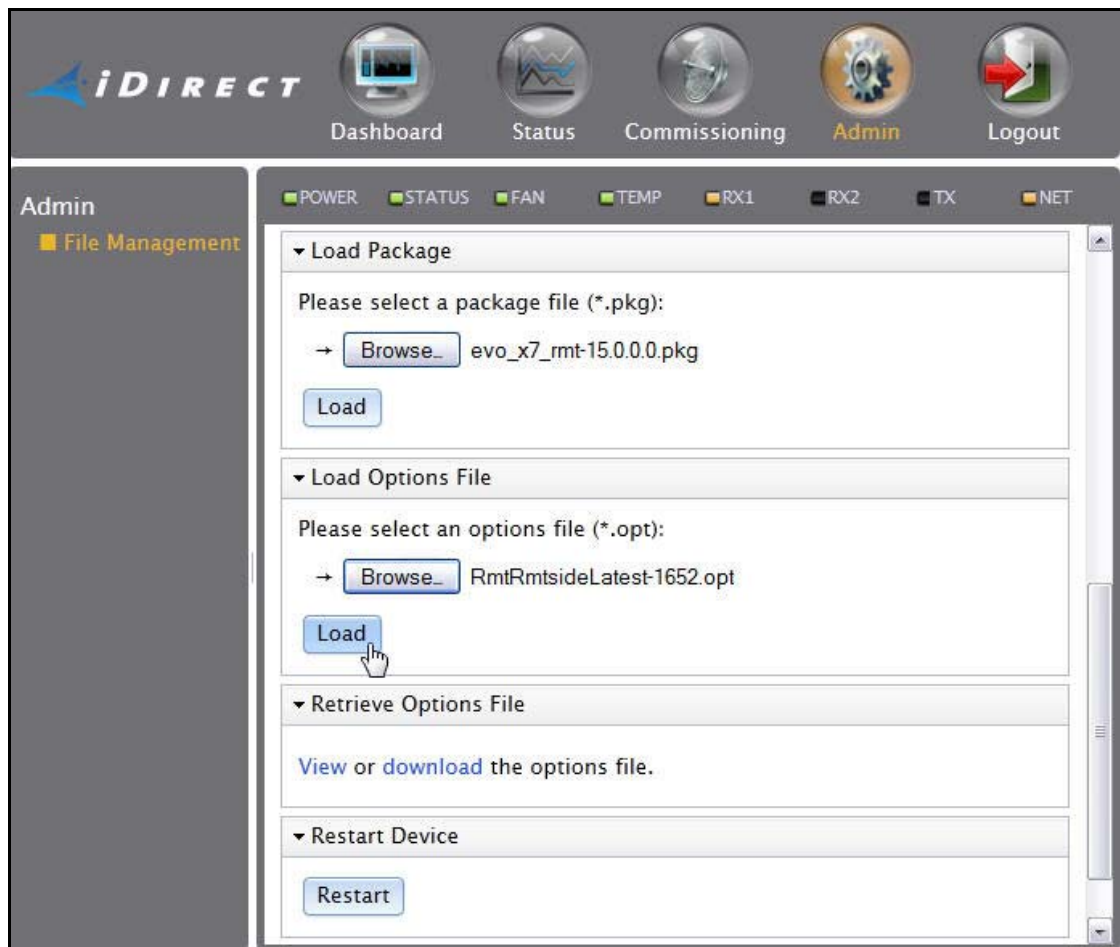 iDIRECT
Dashboard
Status
Commissioning
Admin
Logout
Admin
File Management
POWER STATUS FAN TEMP RX1 RX2 TX NET
Load Package
Please select a package file (*.pkg):
→ Browse... evo_x7_rmt-15.0.0.0.pkg
Load
Load Options File
Please select an options file (*.opt):
→ Browse... RmtRmtsideLatest-1652.opt
Load
Retrieve Options File
View or download the options file.
Restart Device
Restart